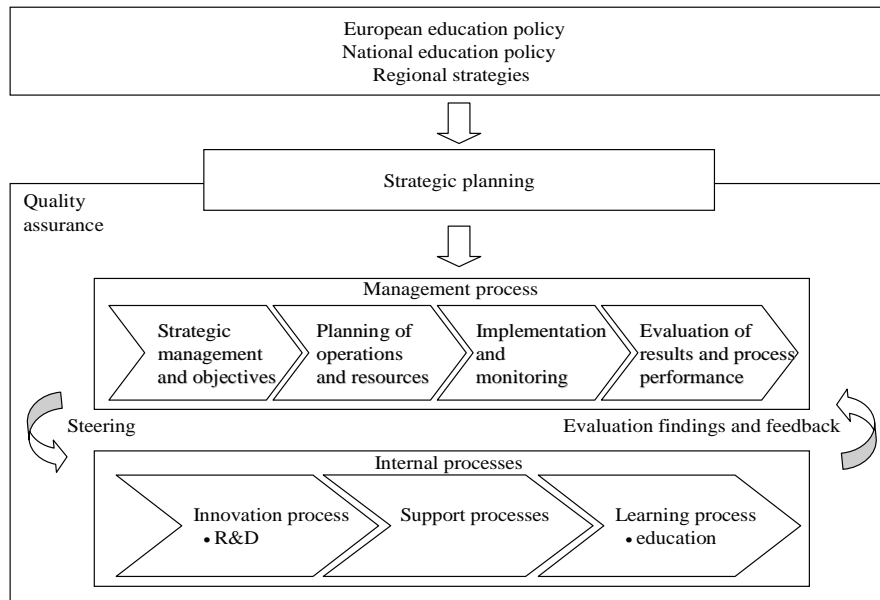 European education policy
National education policy
Regional strategies
Strategic planning
Quality
assurance
Management process
Strategic
management
and objectives
Planning of
operations
and resources
Implementation
and
monitoring
Evaluation of
results and process
performance
Steering
Evaluation findings and feedback
Internal processes
Innovation process
• R&D
Support processes
Learning process
• education